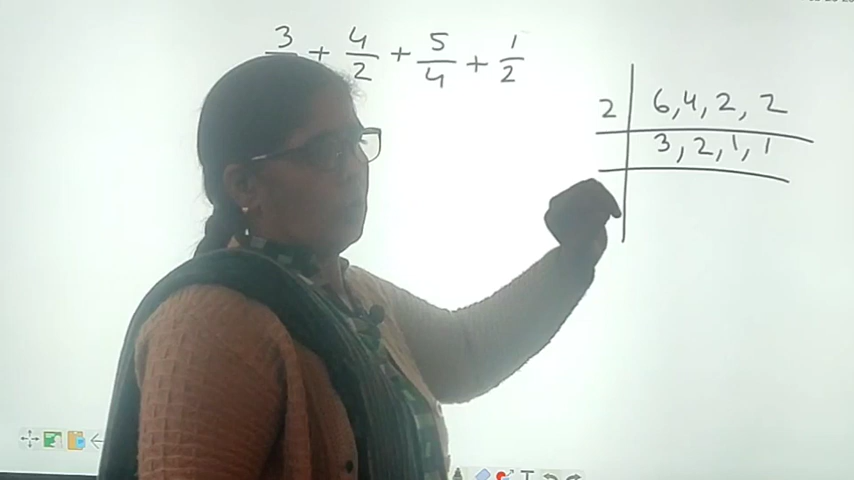 3 + 4/2 + 5/4 + 1/2
2 | 6, 4, 2, 2
3, 2, 1, 1